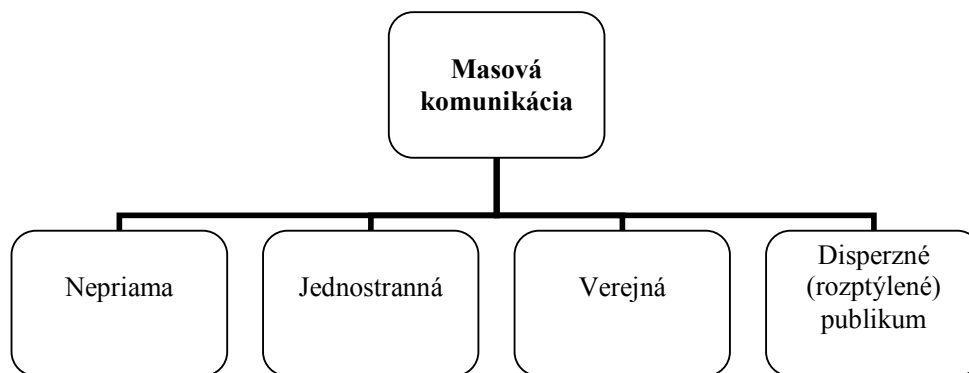 Masová
komunikácia
Nepriama
Jednostranná
Verejná
Disperzné
(rozptýlené)
publikum